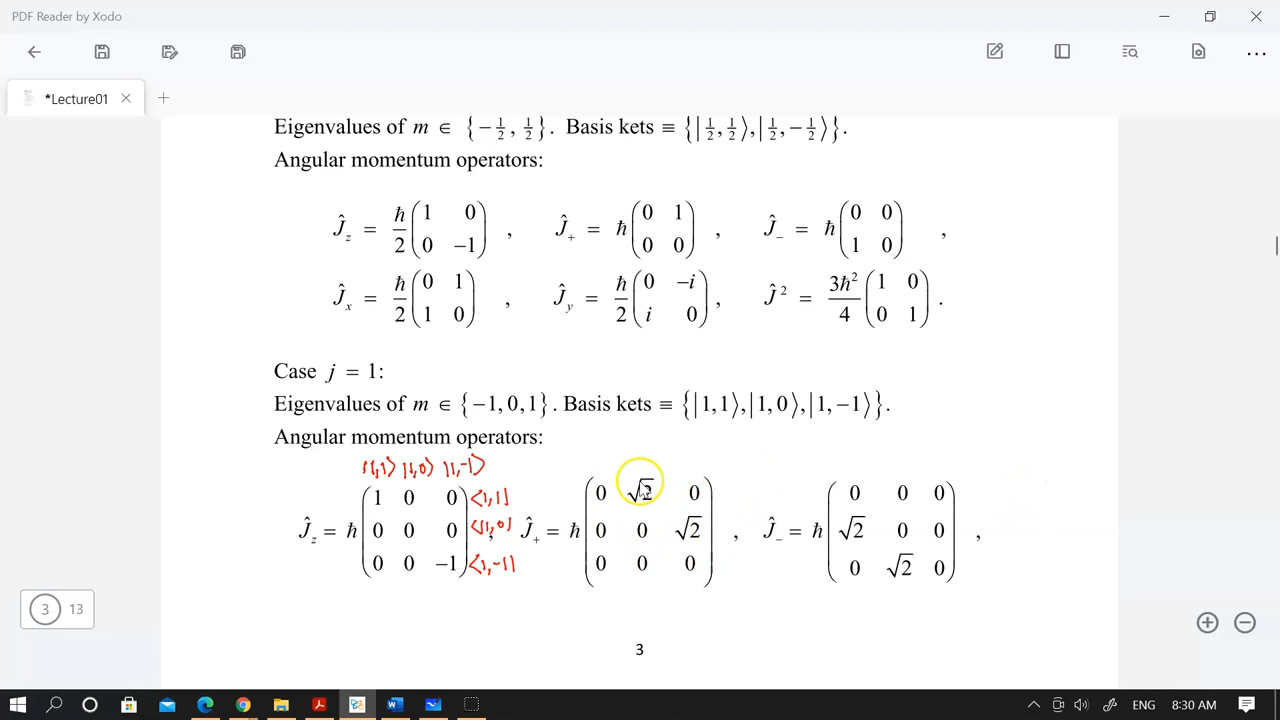 PDF Reader by Xodo
*Lecture01
Eigenvalues of m ∈ {−1/2, 1/2}. Basis kets ≡ {|1/2, 1/2⟩, |1/2, −1/2⟩}.
Angular momentum operators:
Ĵz = ħ/2 (1 0; 0 −1) , Ĵ+ = ħ (0 1; 0 0) , Ĵ− = ħ (0 0; 1 0) ,
Ĵx = ħ/2 (0 1; 1 0) , Ĵy = ħ/2 (0 −i; i 0) , Ĵ² = 3ħ²/4 (1 0; 0 1) .
Case j = 1:
Eigenvalues of m ∈ {−1, 0, 1}. Basis kets ≡ {|1, 1⟩, |1, 0⟩, |1, −1⟩}.
Angular momentum operators:
|1,1⟩ |1,0⟩ |1,-1⟩
Ĵz = ħ (1 0 0; 0 0 0; 0 0 −1) , Ĵ+ = ħ (0 √2 0; 0 0 √2; 0 0 0) , Ĵ− = ħ (0 0 0; √2 0 0; 0 √2 0) ,
⟨1,1|
⟨1,0|
⟨1,-1|
3 13
3
ENG 8:30 AM